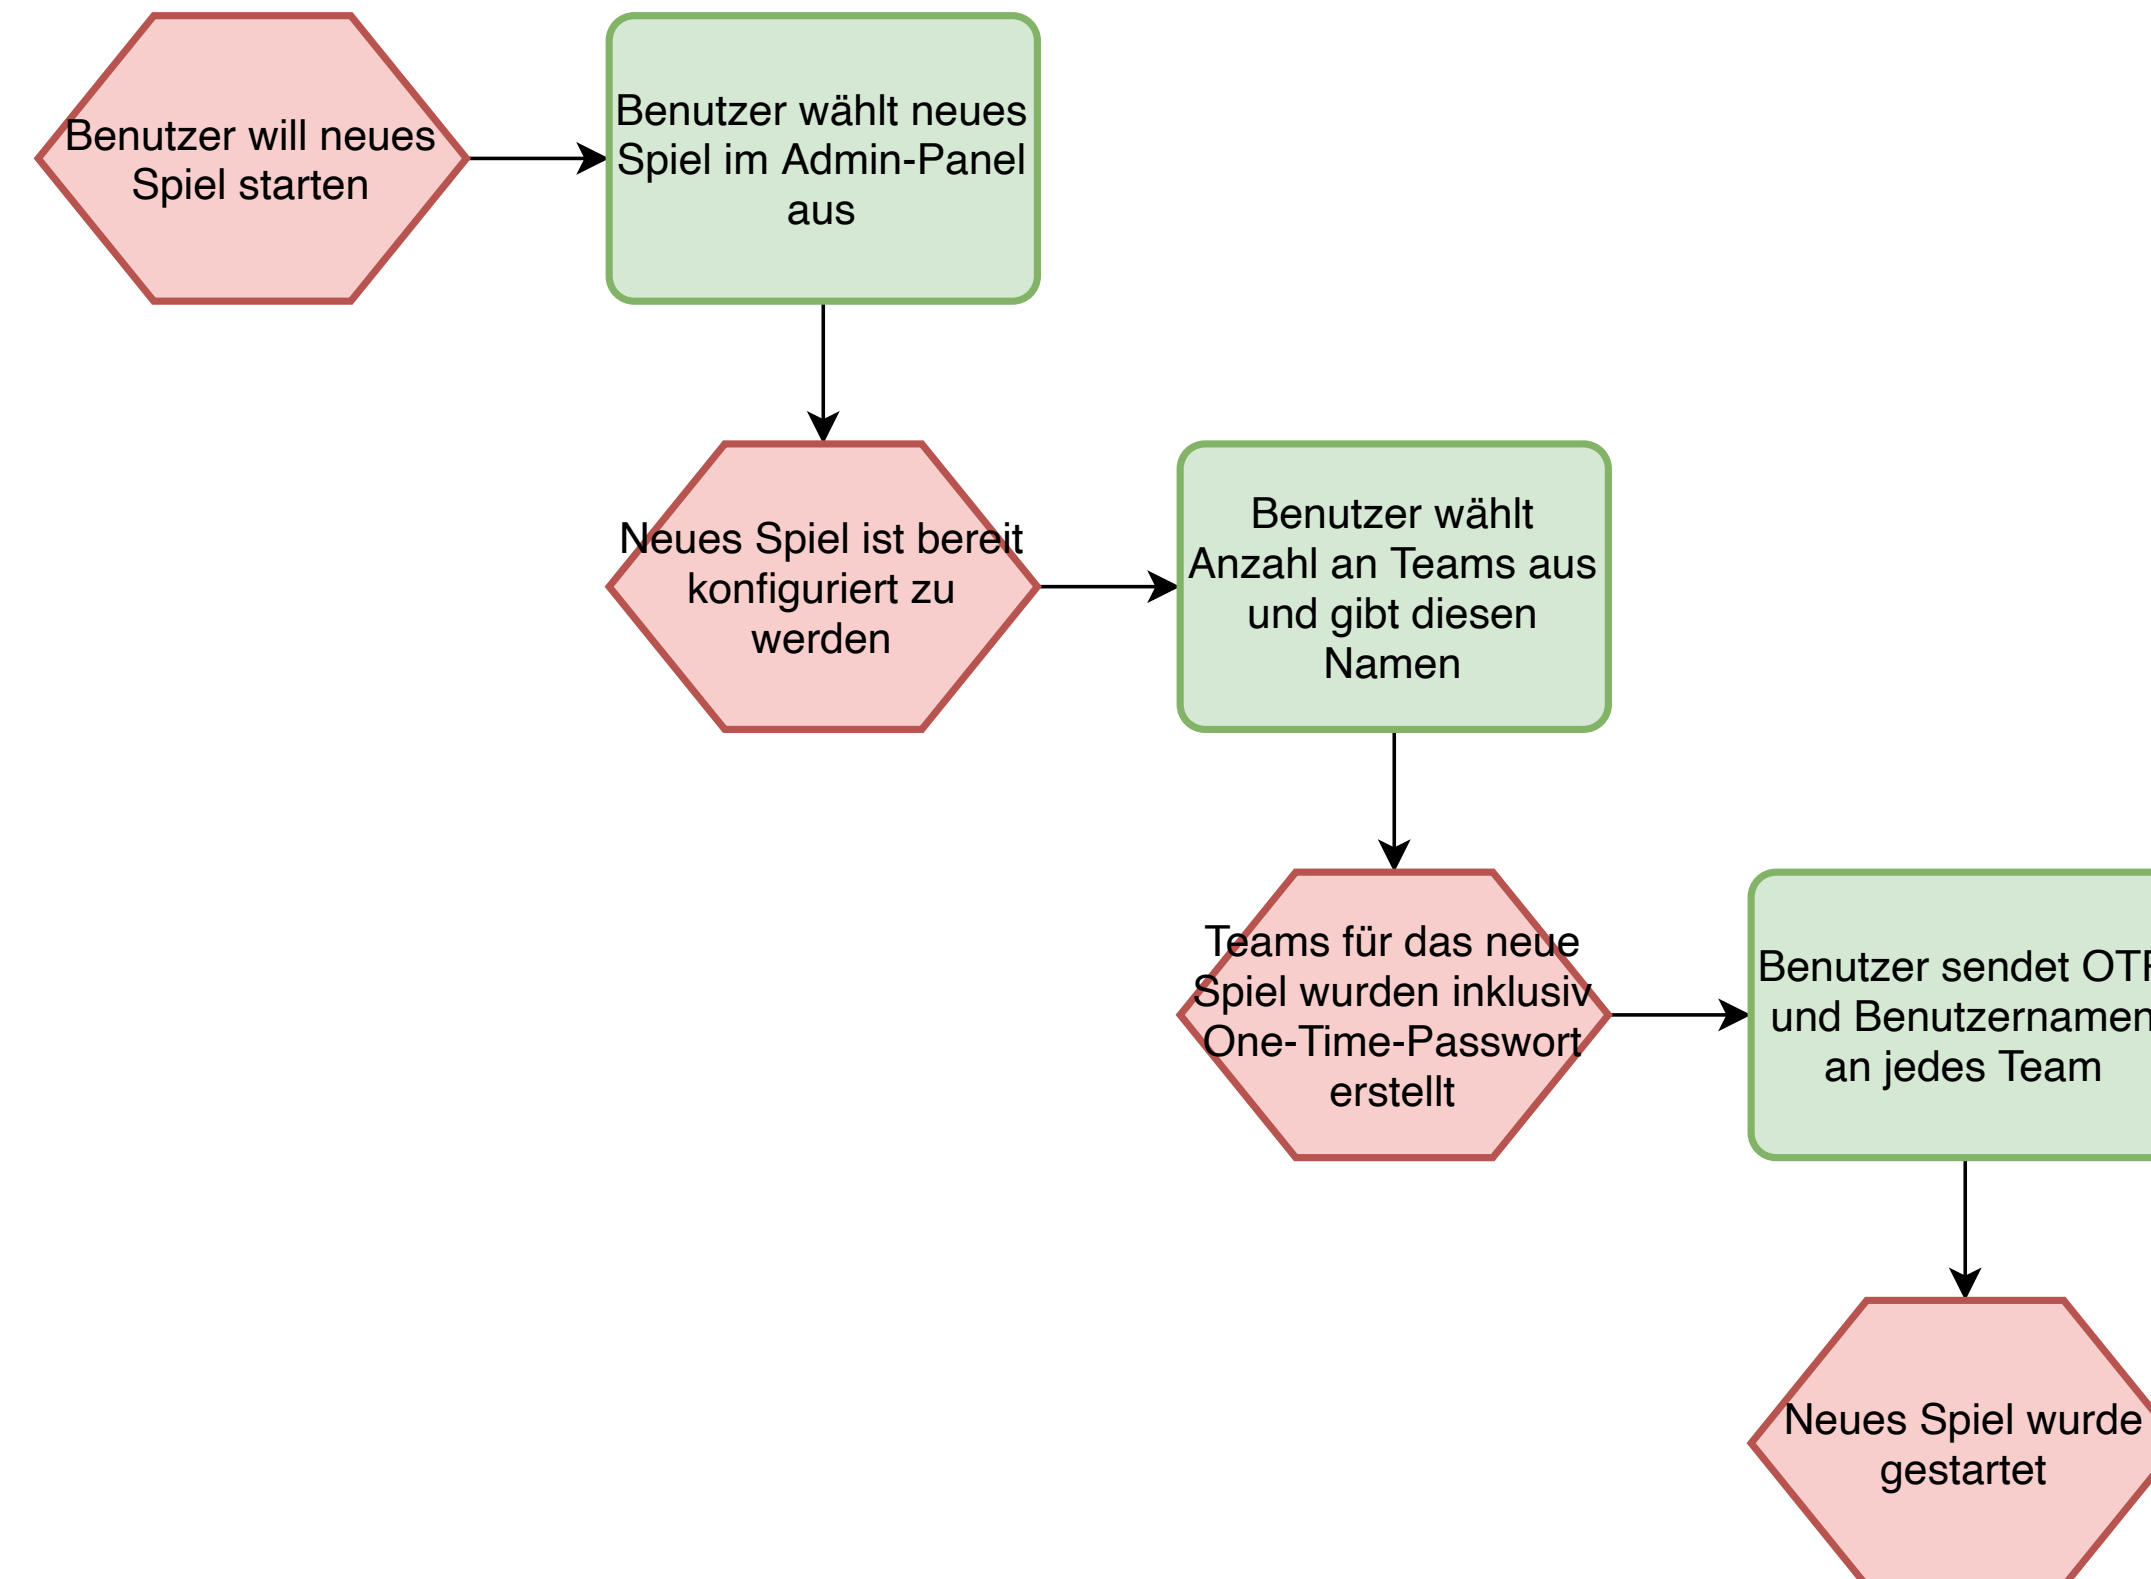 Benutzer will neues
Spiel starten
Benutzer wählt neues
Spiel im Admin-Panel
aus
Neues Spiel ist bereit
konfiguriert zu
werden
Benutzer wählt
Anzahl an Teams aus
und gibt diesen
Namen
Teams für das neue
Spiel wurden inklusiv
One-Time-Passwort
erstellt
Benutzer sendet OTP
und Benutzernamen
an jedes Team
Neues Spiel wurde
gestartet